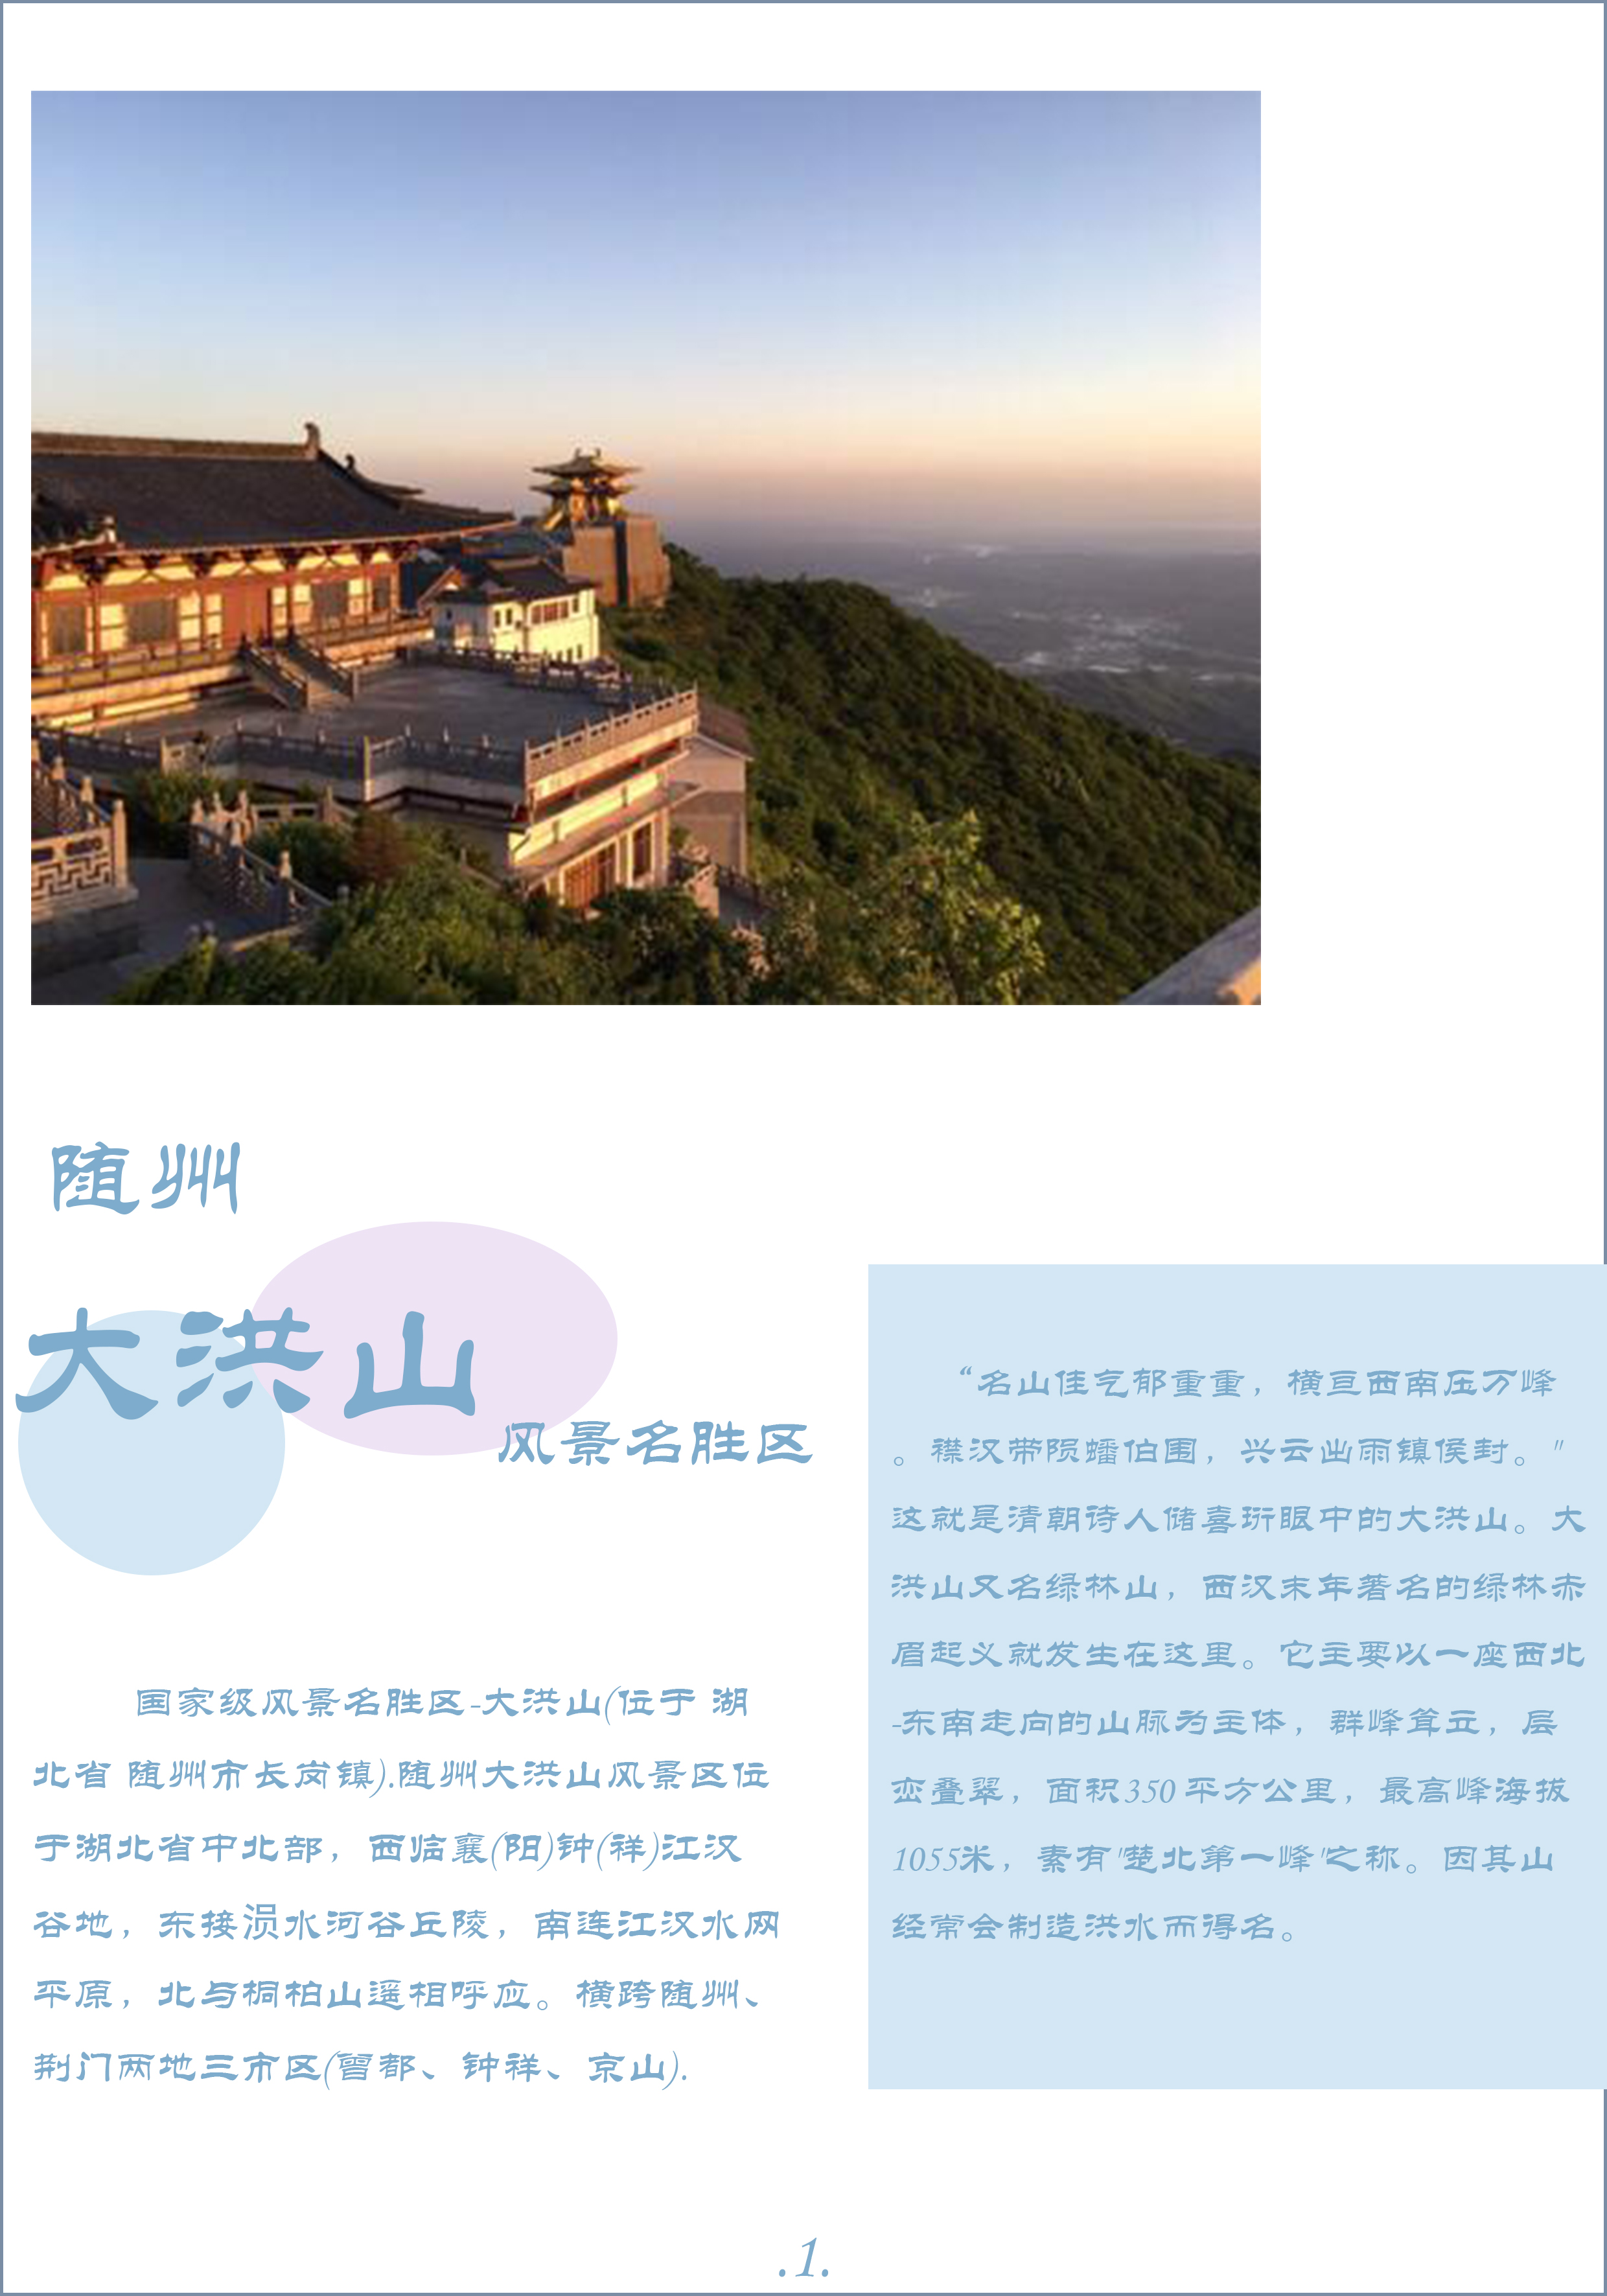 随州
大洪山
风景名胜区
国家级风景名胜区-大洪山(位于 湖
北省 随州市长岗镇).随州大洪山风景区位
于湖北省中北部，西临襄(阳)钟(祥)江汉
谷地，东接涢水河谷丘陵，南连江汉水网
平原，北与桐柏山遥相呼应。横跨随州、
荆门两地三市区(曾都、钟祥、京山).
“名山佳气郁重重，横亘西南压万峰
。襟汉带陨蟠伯围，兴云出雨镇侯封。"
这就是清朝诗人储喜珩眼中的大洪山。大
洪山又名绿林山，西汉末年著名的绿林赤
眉起义就发生在这里。它主要以一座西北
-东南走向的山脉为主体，群峰耸立，层
峦叠翠，面积350 平方公里，最高峰海拔
1055米，素有"楚北第一峰"之称。因其山
经常会制造洪水而得名。
.1.